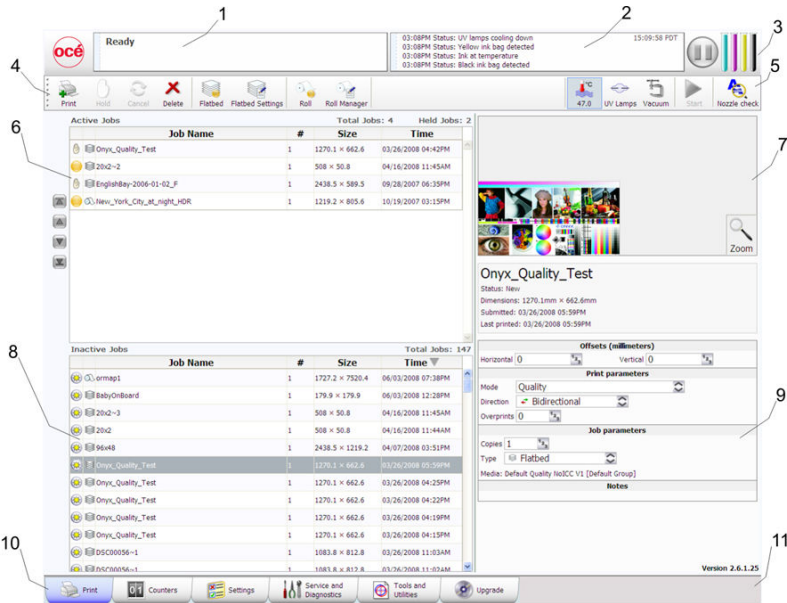 1
2
3
4
5
6
7
8
9
10
11
océ
Ready
03:08PM Status: UV lamps cooling down
15:09:58 PDT
03:08PM Status: Yellow ink bag detected
03:08PM Status: Ink at temperature
03:08PM Status: Black ink bag detected
Print
Hold
Cancel
Delete
Flatbed
Flatbed Settings
Roll
Roll Manager
°C
47.0
UV Lamps
Vacuum
Start
Nozzle check
Active Jobs Total Jobs: 4 Held Jobs: 2
Job Name # Size Time
Onyx_Quality_Test 1 1270.1 × 662.6 03/26/2008 04:42PM
20x2~2 1 508 × 50.8 04/16/2008 11:45AM
EnglishBay-2006-01-02_F 1 2438.5 × 589.5 09/28/2007 06:35PM
New_York_City_at_night_HDR 1 1219.2 × 805.6 10/19/2007 03:15PM
Inactive Jobs Total Jobs: 147
Job Name # Size Time
ormap1 1 1727.2 × 7520.4 06/03/2008 07:38PM
BabyOnBoard 1 179.9 × 179.9 06/03/2008 12:28PM
20x2~3 1 508 × 50.8 04/16/2008 11:45AM
20x2 1 508 × 50.8 04/16/2008 11:44AM
96x48 1 2438.5 × 1219.2 04/07/2008 03:51PM
Onyx_Quality_Test 1 1270.1 × 662.6 03/26/2008 05:59PM
Onyx_Quality_Test 1 1270.1 × 662.6 03/26/2008 04:25PM
Onyx_Quality_Test 1 1270.1 × 662.6 03/26/2008 04:22PM
Onyx_Quality_Test 1 1270.1 × 662.6 03/26/2008 04:19PM
Onyx_Quality_Test 1 1270.1 × 662.6 03/26/2008 04:15PM
DSC00056~1 1 1083.8 × 812.8 03/26/2008 11:03AM
DSC00056~1 1 1083.8 × 812.8 03/26/2008 11:02AM
Zoom
Onyx_Quality_Test
Status: New
Dimensions: 1270.1mm × 662.6mm
Submitted: 03/26/2008 05:59PM
Last printed: 03/26/2008 05:59PM
Offsets (millimeters)
Horizontal 0 Vertical 0
Print parameters
Mode Quality
Direction Bidirectional
Overprints 0
Job parameters
Copies 1
Type Flatbed
Media: Default Quality NoICC V1 [Default Group]
Notes
Version 2.6.1.25
Print
01 Counters
Settings
Service and
Diagnostics
Tools and
Utilities
Upgrade